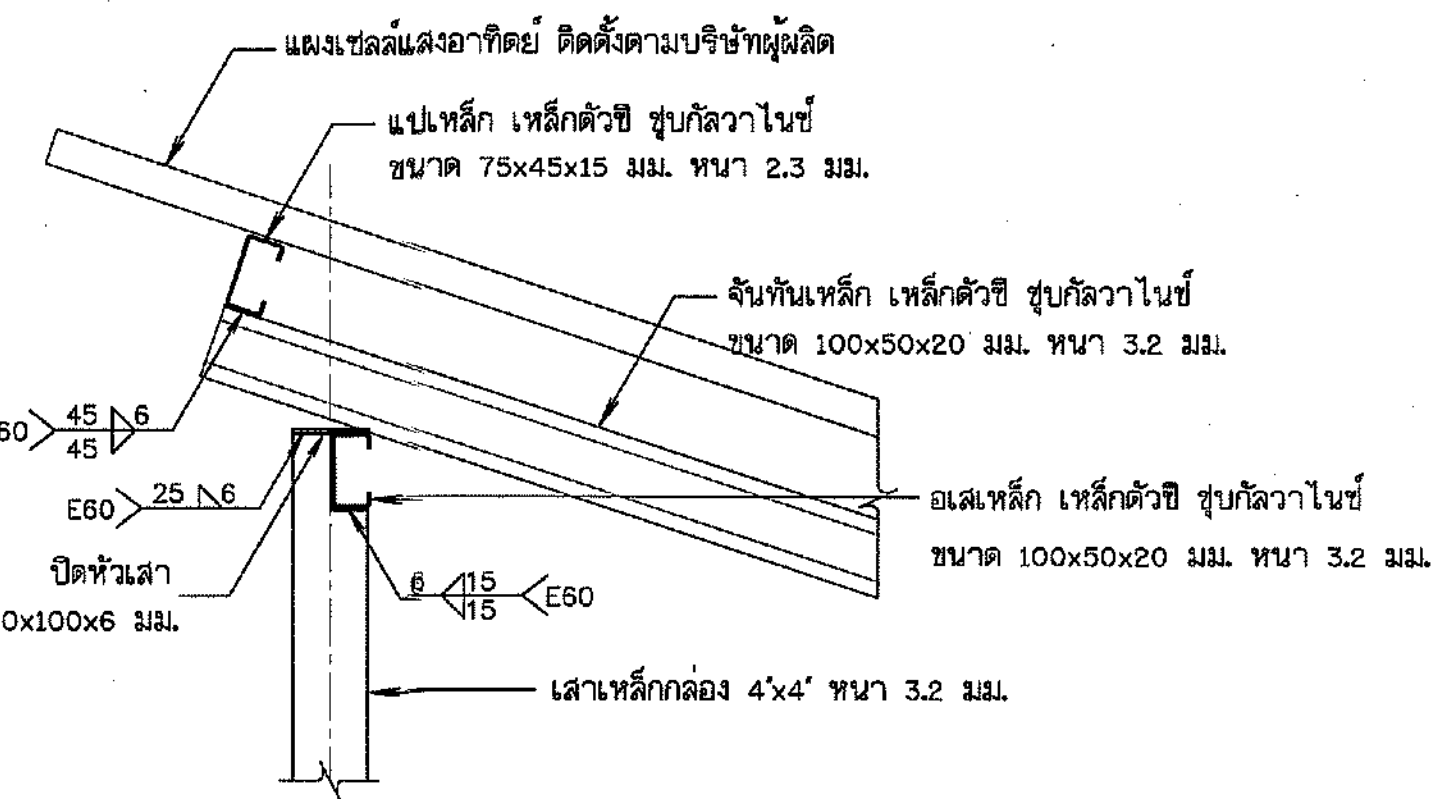 แผงเซลล์แสงอาทิตย์ ติดตั้งตามบริษัทผู้ผลิต
แปเหล็ก เหล็กตัวซี ชุบกัลวาไนซ์
ขนาด 75x45x15 มม. หนา 2.3 มม.
จันทันเหล็ก เหล็กตัวซี ชุบกัลวาไนซ์
ขนาด 100x50x20 มม. หนา 3.2 มม.
60 45 6
45
E60 25 6
อเสเหล็ก เหล็กตัวซี ชุบกัลวาไนซ์
ขนาด 100x50x20 มม. หนา 3.2 มม.
ปิดหัวเสา
0x100x6 มม.
6 15 E60
15
เสาเหล็กกล่อง 4"x4" หนา 3.2 มม.